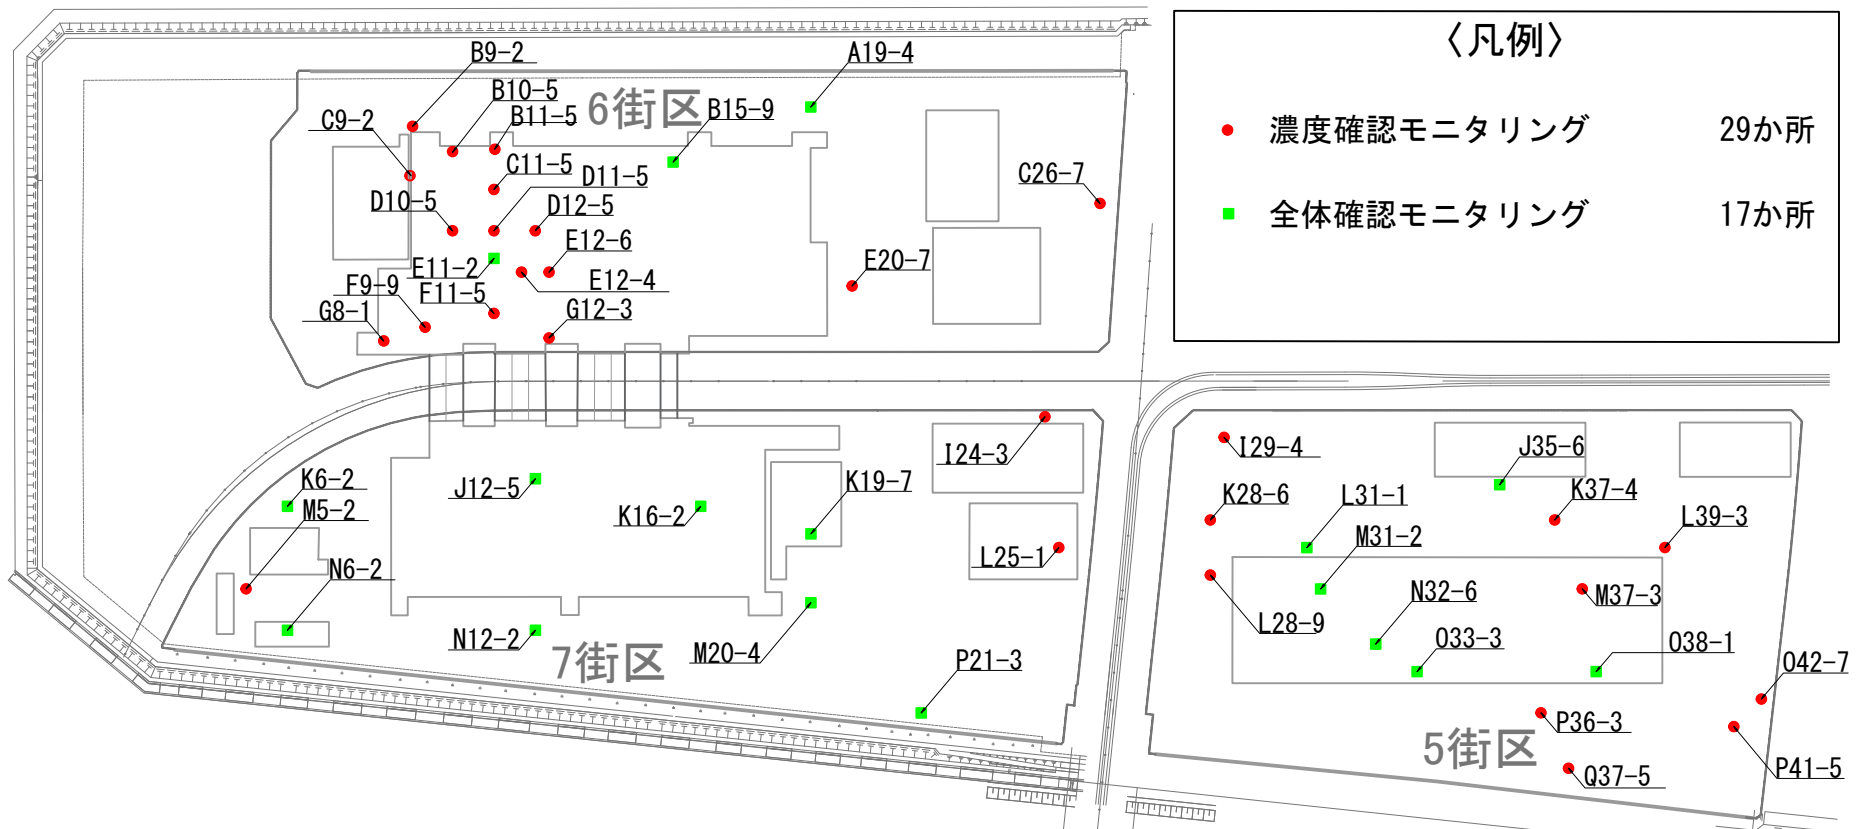 〈凡例〉
濃度確認モニタリング 29か所
全体確認モニタリング 17か所
6街区
B9-2
A19-4
B10-5
B11-5
B15-9
C9-2
C11-5
D11-5
C26-7
D10-5
D12-5
E12-6
E11-2
E20-7
E12-4
F9-9
F11-5
G8-1
G12-3
7街区
I24-3
K6-2
J12-5
K19-7
M5-2
K16-2
L25-1
N6-2
N12-2
M20-4
P21-3
5街区
I29-4
J35-6
K28-6
L31-1
K37-4
M31-2
L39-3
L28-9
N32-6
M37-3
O33-3
O38-1
O42-7
P36-3
P41-5
Q37-5